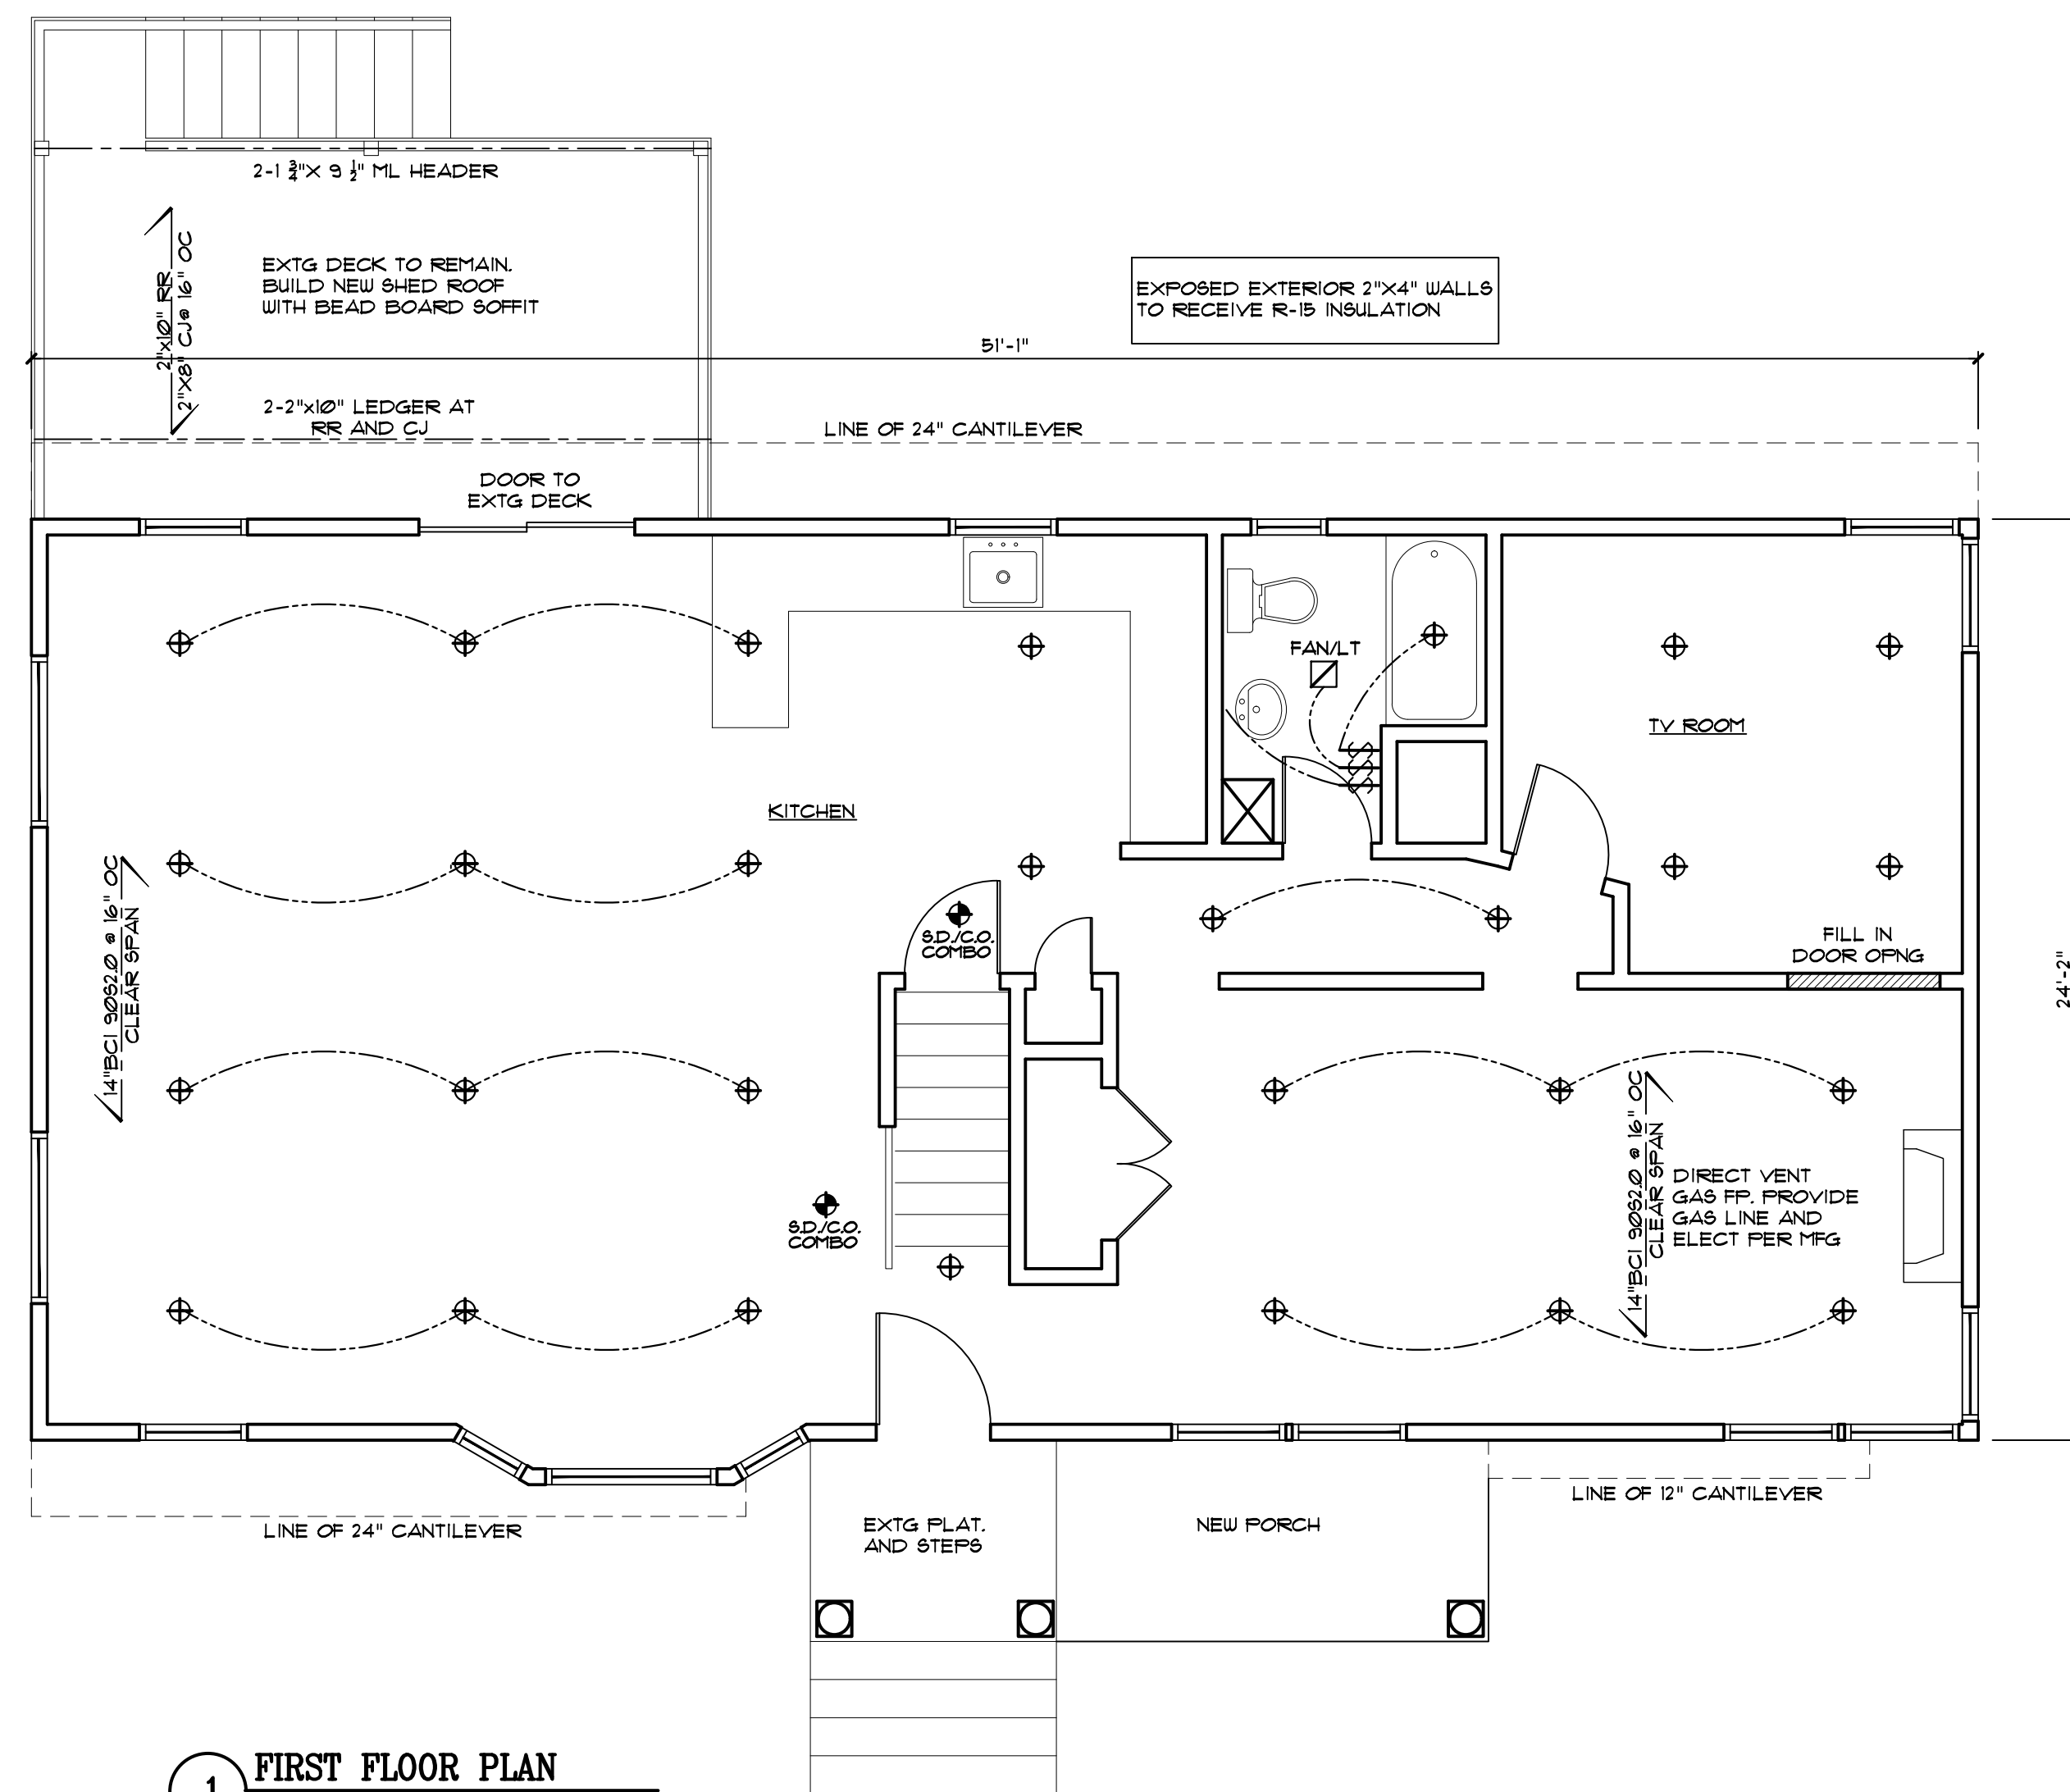 2-1 3/4"X 9 1/2" ML HEADER
2"x10" RR
2"X8" CJ@ 16" OC
EXTG DECK TO REMAIN.
BUILD NEW SHED ROOF
WITH BEAD BOARD SOFFIT
EXPOSED EXTERIOR 2"X4" WALLS
TO RECEIVE R-15 INSULATION
51'-1"
2-2"x10" LEDGER AT
RR AND CJ
LINE OF 24" CANTILEVER
DOOR TO
EXTG DECK
FAN/LT
$$$
TV ROOM
KITCHEN
14"BCI 90S2.0 @ 16" OC
CLEAR SPAN
S.D./C.O.
COMBO
FILL IN
DOOR OPNG
24'-2"
S.D./C.O.
COMBO
14"BCI 90S2.0 @ 16" OC
CLEAR SPAN
DIRECT VENT
GAS FP. PROVIDE
GAS LINE AND
ELECT PER MFG
LINE OF 24" CANTILEVER
EXTG PLAT.
AND STEPS
NEW PORCH
LINE OF 12" CANTILEVER
1
FIRST FLOOR PLAN